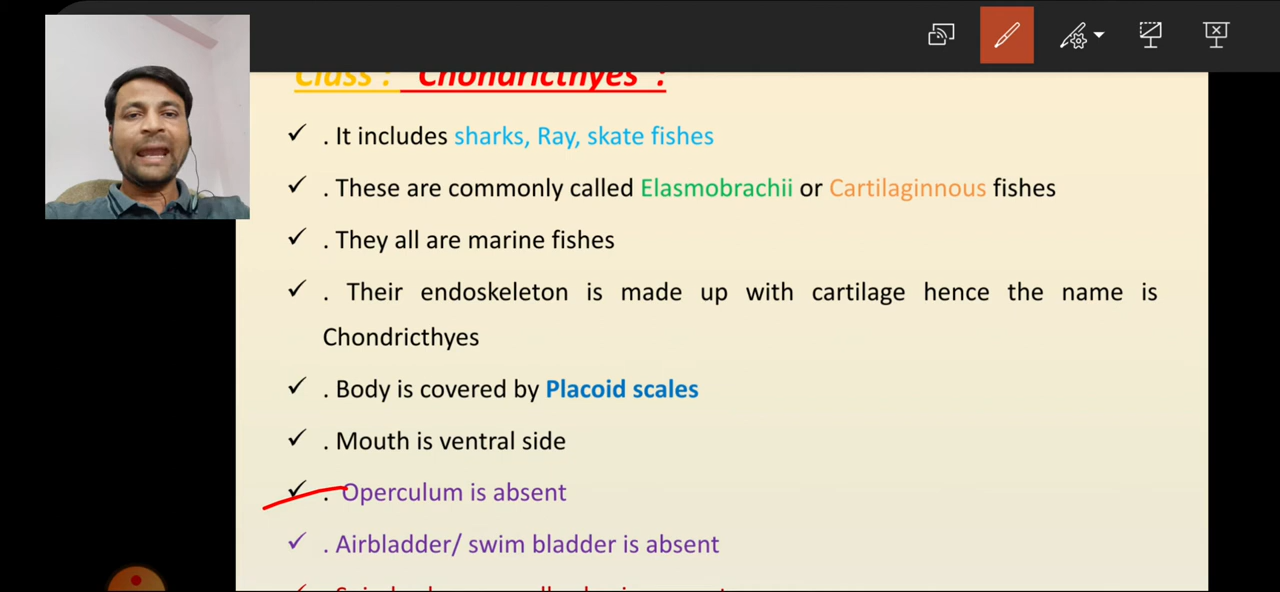 Class : "Chondricthyes" :
✓ . It includes sharks, Ray, skate fishes
✓ . These are commonly called Elasmobrachii or Cartilaginnous fishes
✓ . They all are marine fishes
✓ . Their endoskeleton is made up with cartilage hence the name is
Chondricthyes
✓ . Body is covered by Placoid scales
✓ . Mouth is ventral side
✓ . Operculum is absent
✓ . Airbladder/ swim bladder is absent